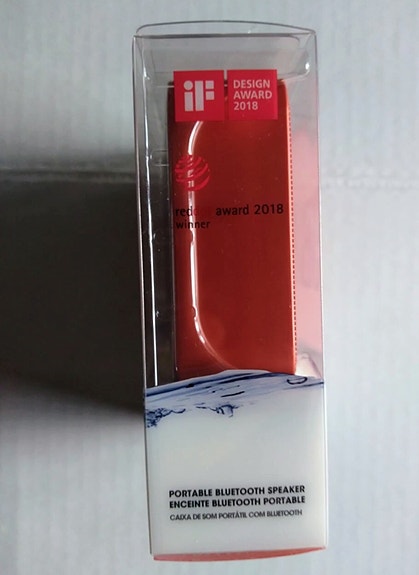 iF
DESIGN
AWARD
2018
reddot award 2018
winner
PORTABLE BLUETOOTH SPEAKER
ENCEINTE BLUETOOTH PORTABLE
CAIXA DE SOM PORTÁTIL COM BLUETOOTH